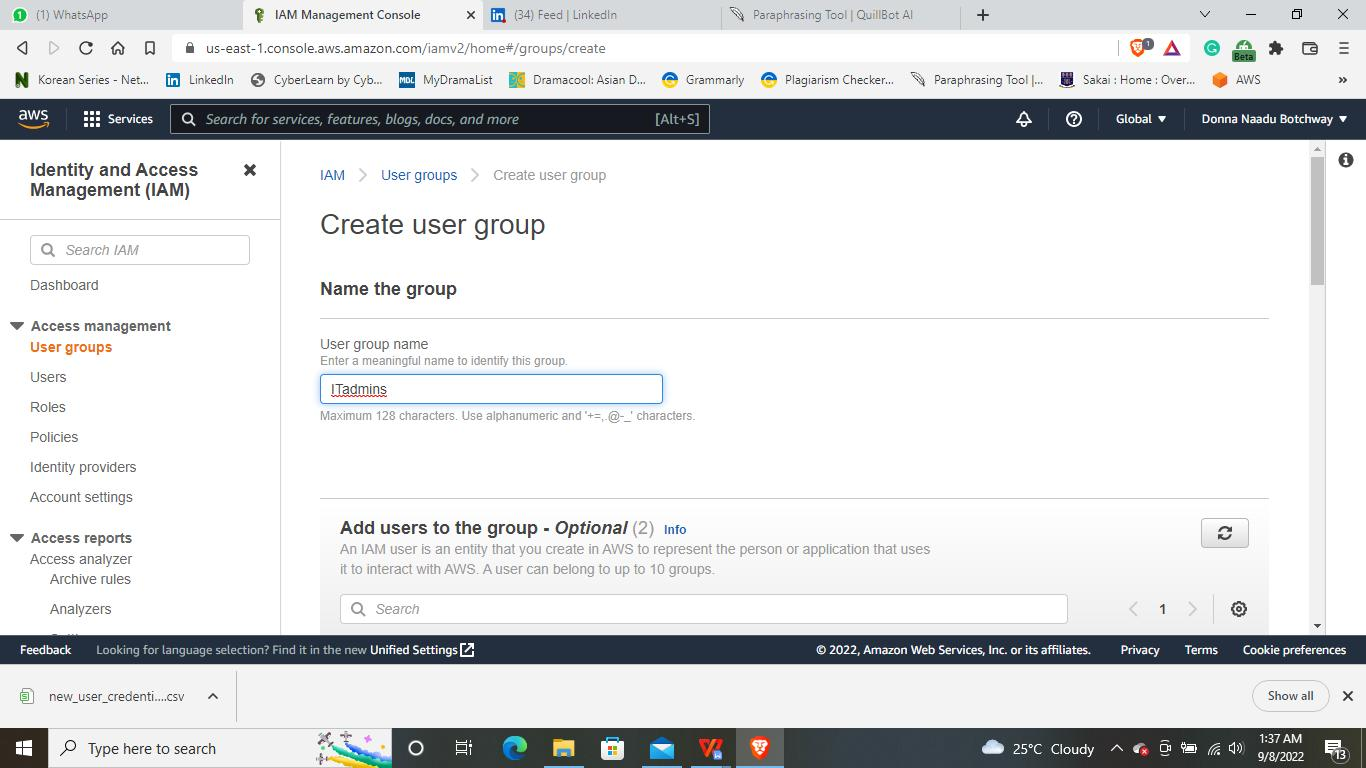 (1) WhatsApp
IAM Management Console
(34) Feed | LinkedIn
Paraphrasing Tool | QuillBot AI
us-east-1.console.aws.amazon.com/iamv2/home#/groups/create
1
Beta
Korean Series - Net...
LinkedIn
CyberLearn by Cyb...
MDL MyDramaList
Dramacool: Asian D...
Grammarly
Plagiarism Checker...
Paraphrasing Tool |...
Sakai : Home : Over...
AWS
»
aws
Services
Search for services, features, blogs, docs, and more
[Alt+S]
Global
Donna Naadu Botchway
Identity and Access
Management (IAM)
Search IAM
Dashboard
Access management
User groups
Users
Roles
Policies
Identity providers
Account settings
Access reports
Access analyzer
Archive rules
Analyzers
IAM > User groups > Create user group
Create user group
Name the group
User group name
Enter a meaningful name to identify this group.
ITadmins
Maximum 128 characters. Use alphanumeric and '+=,.@-_' characters.
Add users to the group - Optional (2) Info
An IAM user is an entity that you create in AWS to represent the person or application that uses
it to interact with AWS. A user can belong to up to 10 groups.
Search
< 1 >
Feedback
Looking for language selection? Find it in the new Unified Settings
© 2022, Amazon Web Services, Inc. or its affiliates.
Privacy
Terms
Cookie preferences
new_user_credenti....csv
Show all
Type here to search
25°C Cloudy
1:37 AM
9/8/2022
13